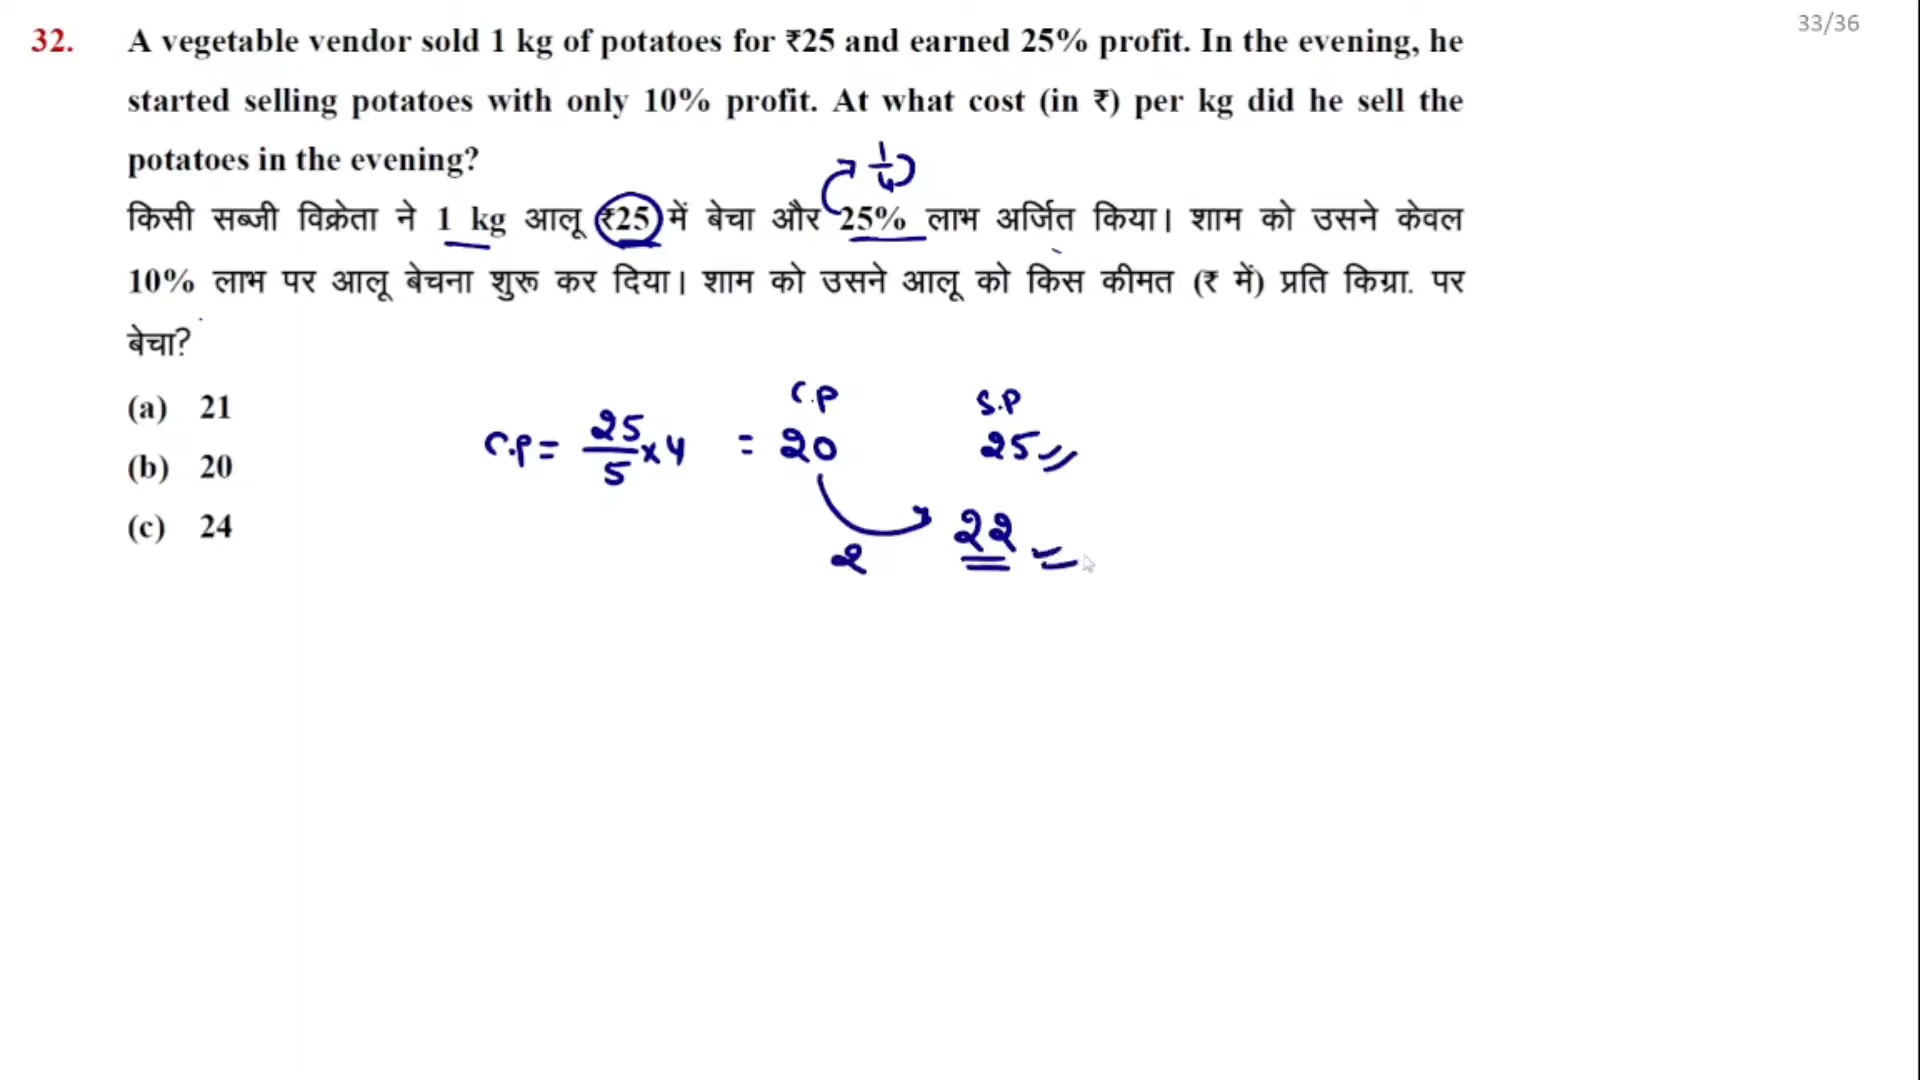 33/36
32. A vegetable vendor sold 1 kg of potatoes for ₹25 and earned 25% profit. In the evening, he
started selling potatoes with only 10% profit. At what cost (in ₹) per kg did he sell the
potatoes in the evening?
1/4
किसी सब्जी विक्रेता ने 1 kg आलू ₹25 में बेचा और 25% लाभ अर्जित किया। शाम को उसने केवल
10% लाभ पर आलू बेचना शुरू कर दिया। शाम को उसने आलू को किस कीमत (₹ में) प्रति किग्रा. पर
बेचा?
(a) 21
(b) 20
(c) 24
C.P S.P
C.P = 25/5 × 4 = 20 25
2 22